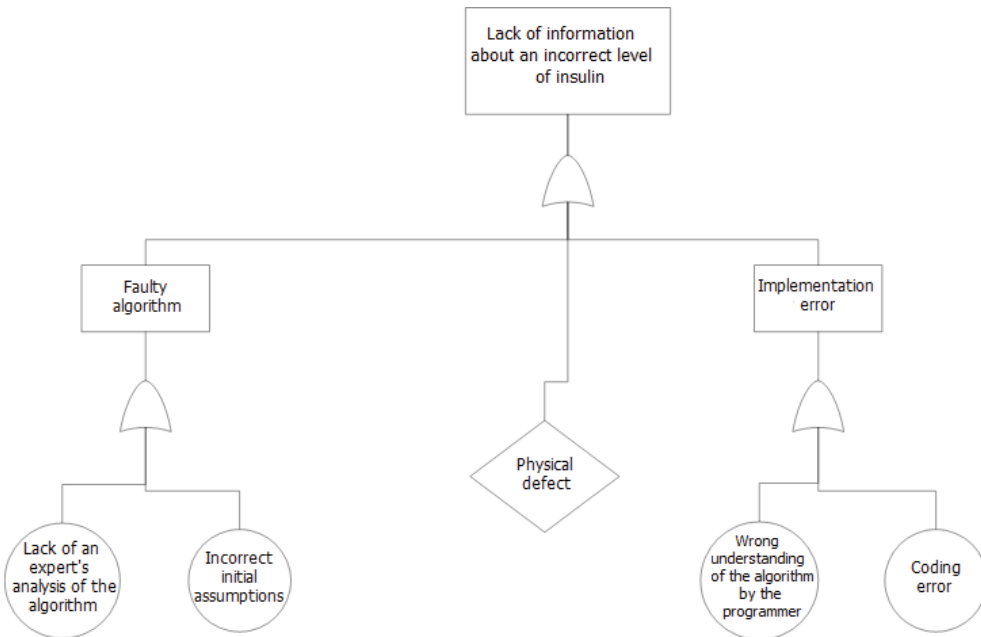 Lack of information
about an incorrect level
of insulin
Faulty
algorithm
Implementation
error
Physical
defect
Lack of an
expert's
analysis of the
algorithm
Incorrect
initial
assumptions
Wrong
understanding
of the algorithm
by the
programmer
Coding
error